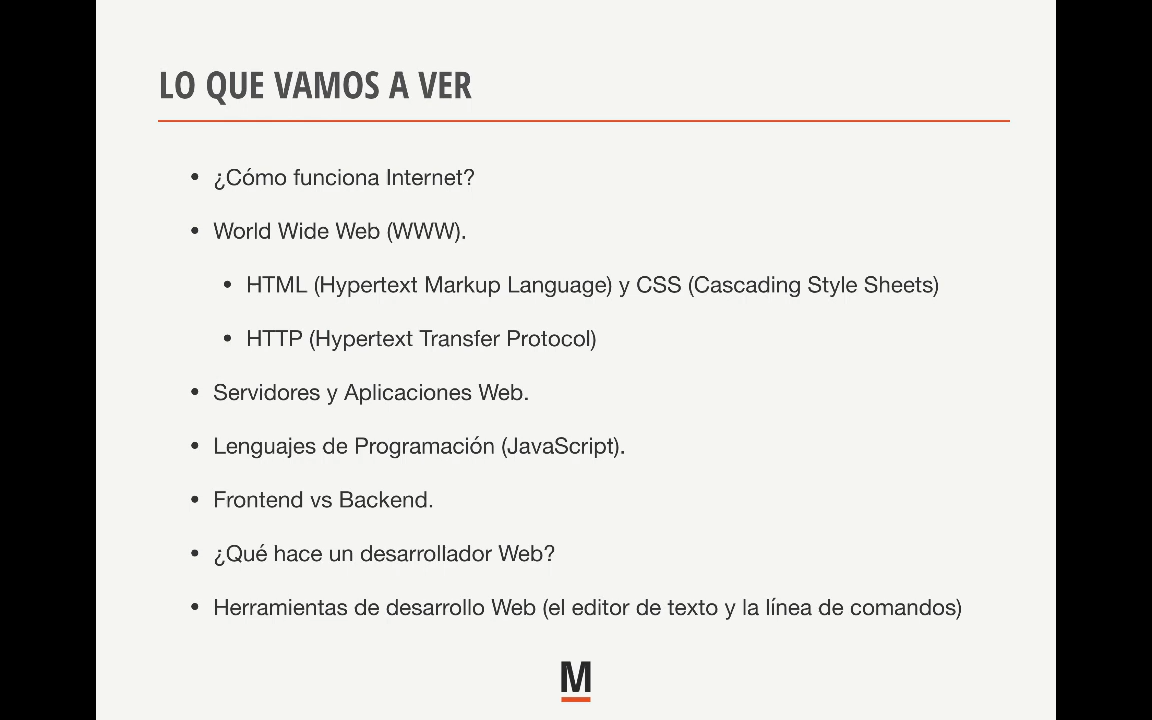 LO QUE VAMOS A VER
• ¿Cómo funciona Internet?
• World Wide Web (WWW).
• HTML (Hypertext Markup Language) y CSS (Cascading Style Sheets)
• HTTP (Hypertext Transfer Protocol)
• Servidores y Aplicaciones Web.
• Lenguajes de Programación (JavaScript).
• Frontend vs Backend.
• ¿Qué hace un desarrollador Web?
• Herramientas de desarrollo Web (el editor de texto y la línea de comandos)
M